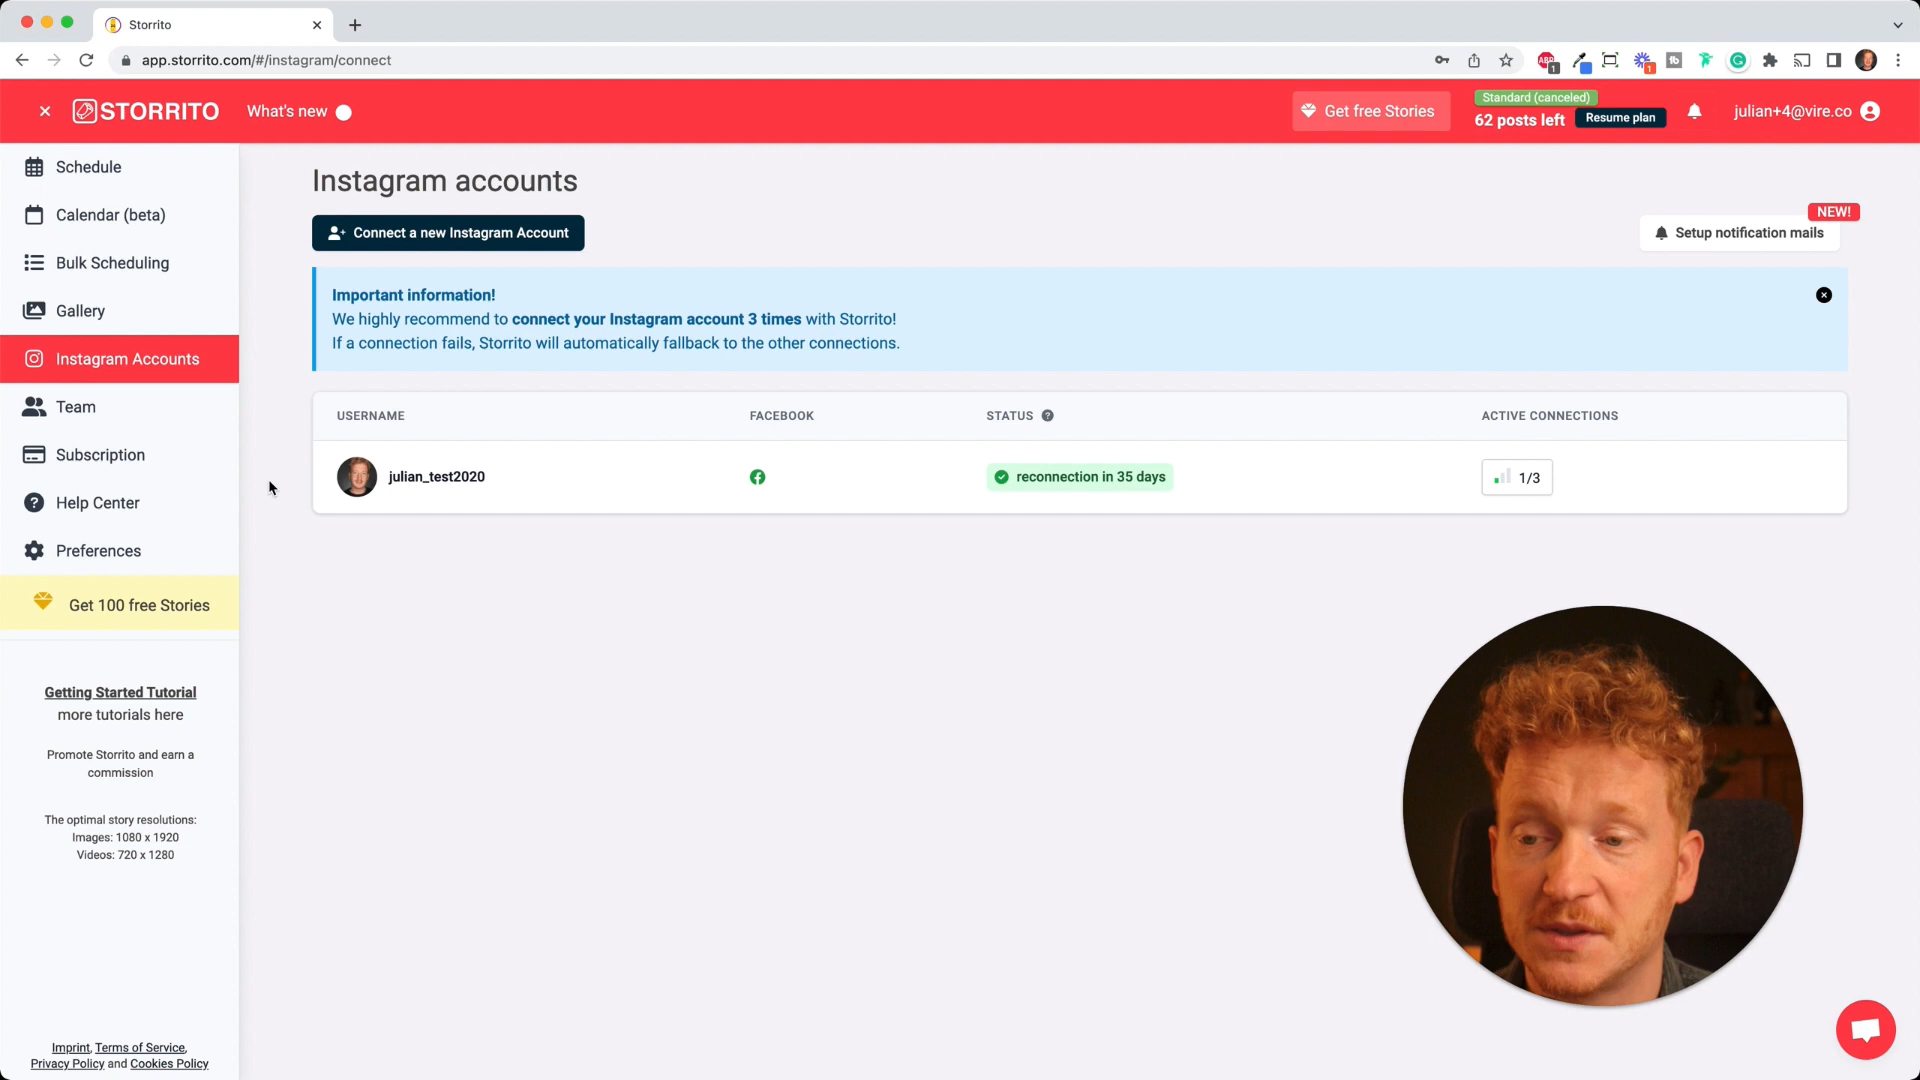 Storrito
app.storrito.com/#/instagram/connect
ABP
1
1
tb
STORRITO
What's new
Get free Stories
Standard (canceled)
62 posts left
Resume plan
julian+4@vire.co
Schedule
Calendar (beta)
Bulk Scheduling
Gallery
Instagram Accounts
Team
Subscription
Help Center
Preferences
Get 100 free Stories
Getting Started Tutorial
more tutorials here
Promote Storrito and earn a
commission
The optimal story resolutions:
Images: 1080 x 1920
Videos: 720 x 1280
Imprint, Terms of Service,
Privacy Policy and Cookies Policy
Instagram accounts
Connect a new Instagram Account
NEW!
Setup notification mails
Important information!
We highly recommend to connect your Instagram account 3 times with Storrito!
If a connection fails, Storrito will automatically fallback to the other connections.
USERNAME FACEBOOK STATUS ACTIVE CONNECTIONS
julian_test2020 reconnection in 35 days 1/3